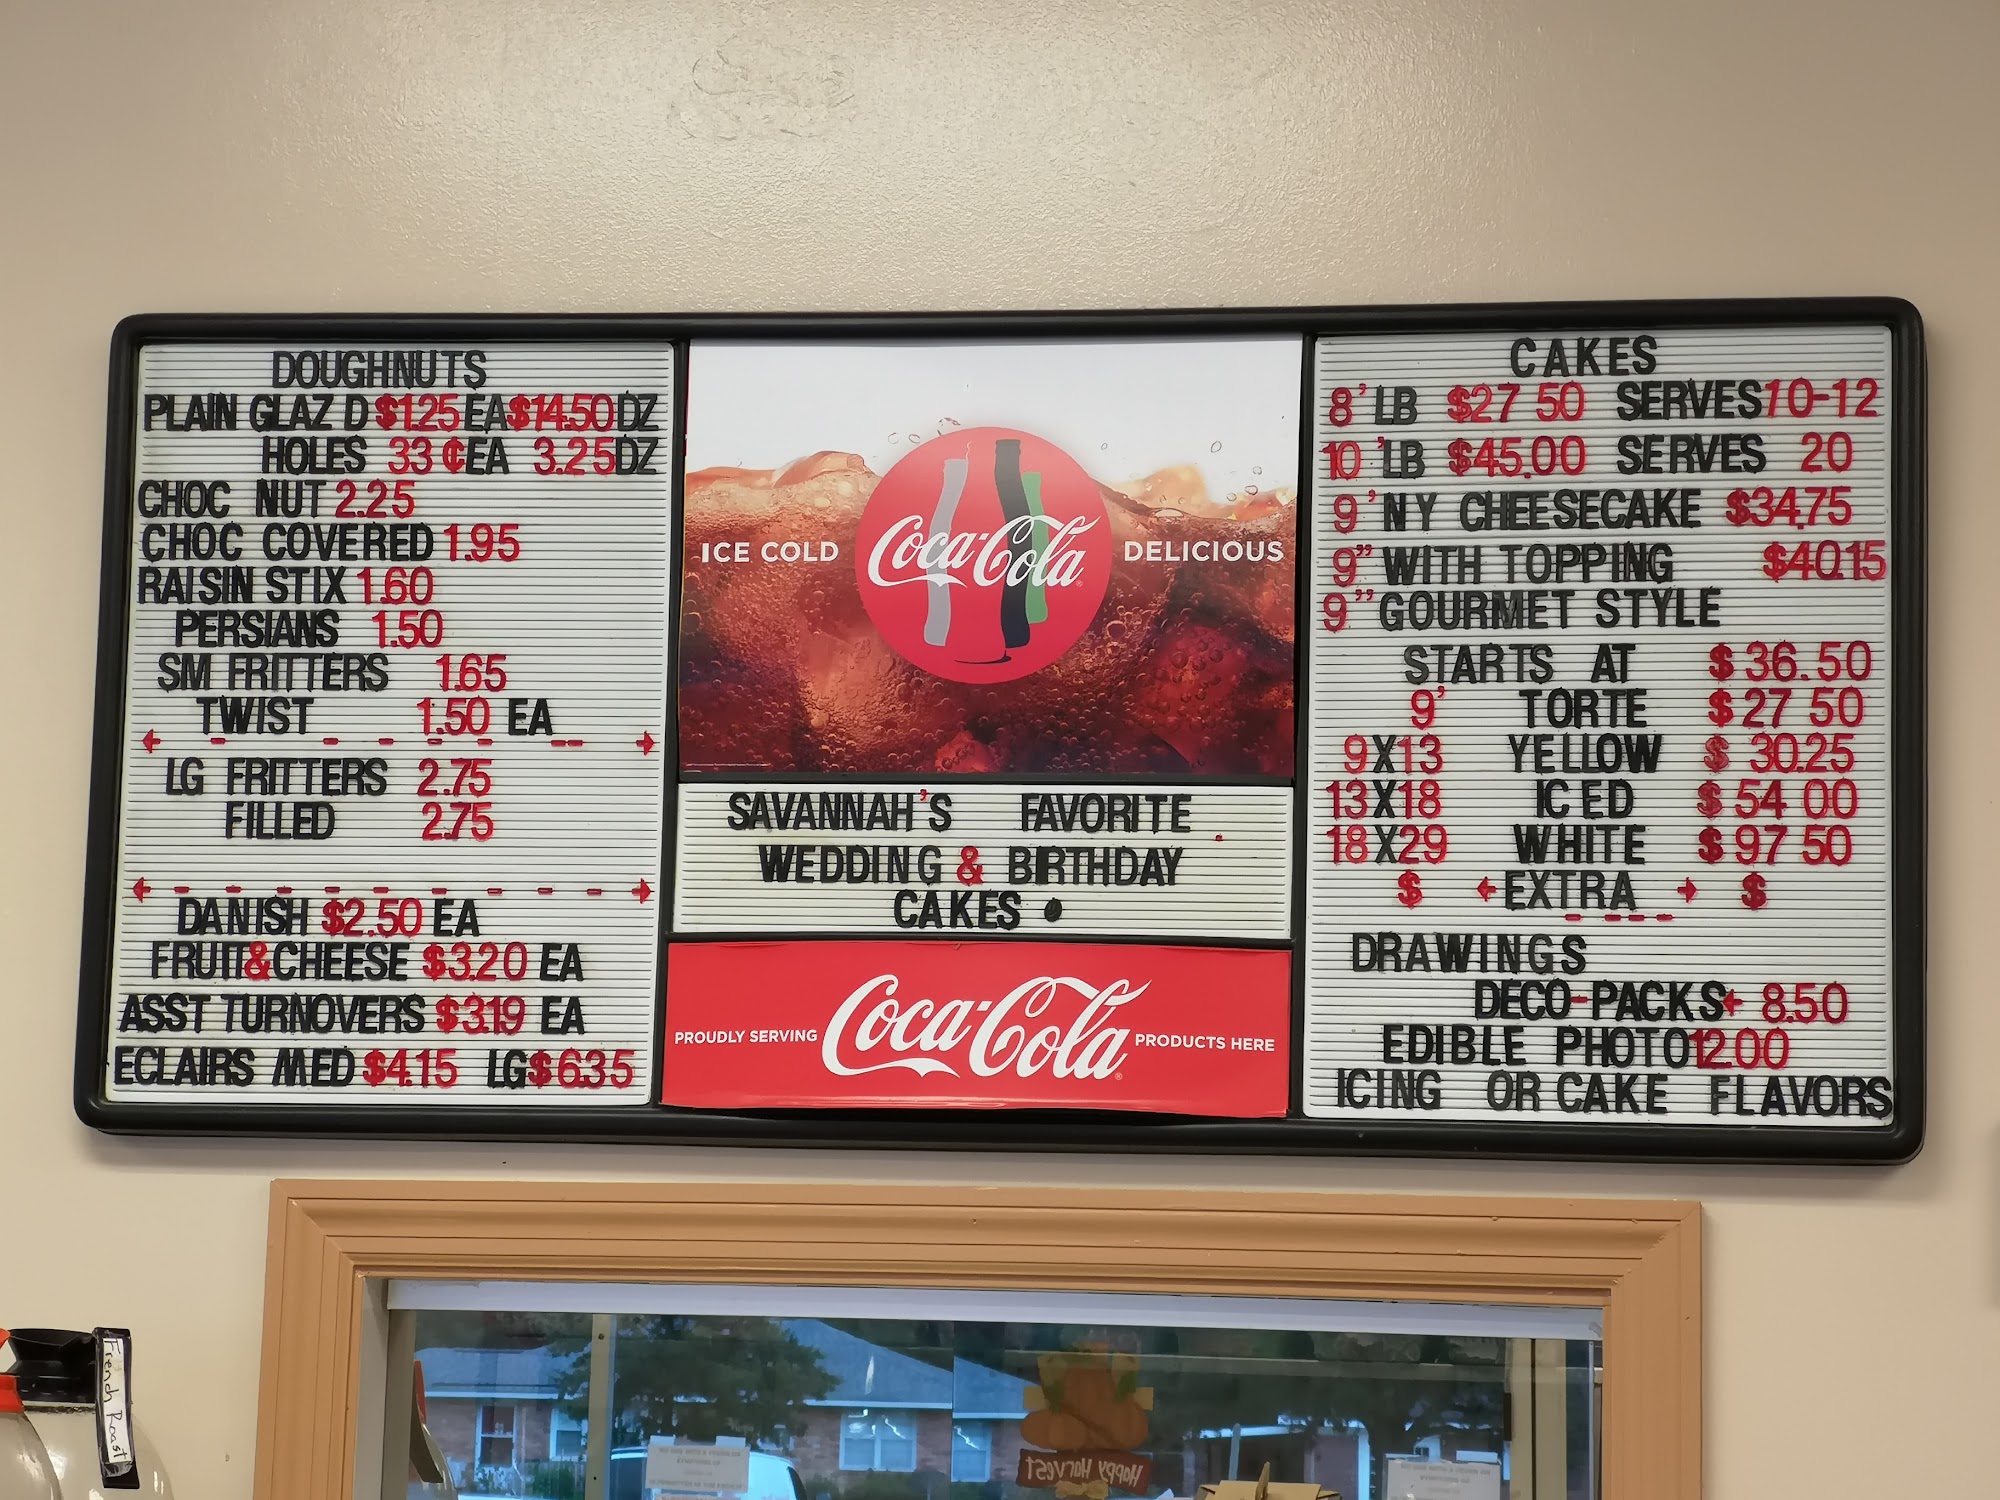 DOUGHNUTS
PLAIN GLAZ D $1.25 EA $14.50 DZ
HOLES 33 ¢ EA 3.25 DZ
CHOC NUT 2.25
CHOC COVERED 1.95
RAISIN STIX 1.60
PERSIANS 1.50
SM FRITTERS 1.65
TWIST 1.50 EA
LG FRITTERS 2.75
FILLED 2.75
DANISH $2.50 EA
FRUIT&CHEESE $3.20 EA
ASST TURNOVERS $3.19 EA
ECLAIRS MED $4.15 LG $6.35
ICE COLD Coca-Cola DELICIOUS
SAVANNAH'S FAVORITE
WEDDING & BIRTHDAY
CAKES
PROUDLY SERVING Coca-Cola PRODUCTS HERE
CAKES
8' LB $27 50 SERVES 10-12
10 'LB $45.00 SERVES 20
9' NY CHEESECAKE $34.75
9" WITH TOPPING $40.15
9" GOURMET STYLE
STARTS AT $36.50
9' TORTE $27 50
9X13 YELLOW $30.25
13X18 ICED $54 00
18X29 WHITE $97 50
$ EXTRA $
DRAWINGS
DECO-PACKS+ 8.50
EDIBLE PHOTO 12.00
ICING OR CAKE FLAVORS
French Roast
Happy Harvest